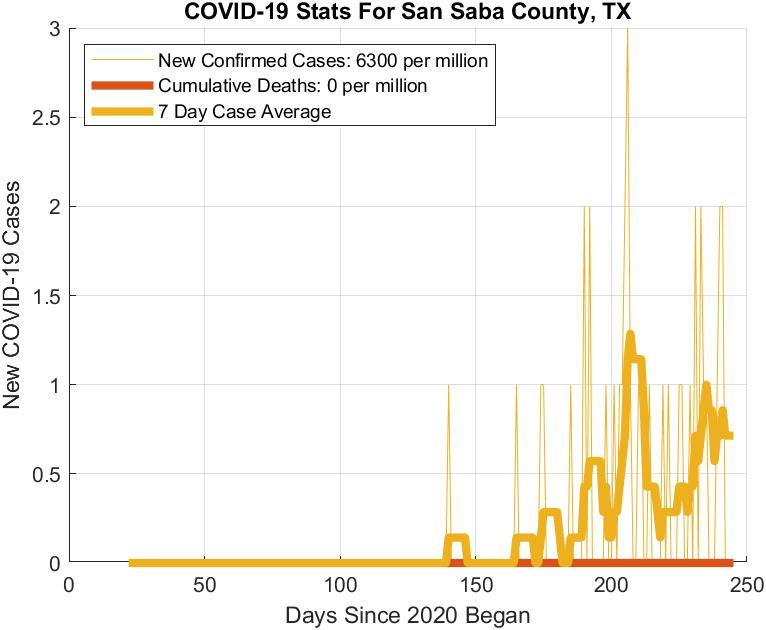 COVID-19 Stats For San Saba County, TX
New Confirmed Cases: 6300 per million
Cumulative Deaths: 0 per million
7 Day Case Average
New COVID-19 Cases
3
2.5
2
1.5
1
0.5
0
0 50 100 150 200 250
Days Since 2020 Began